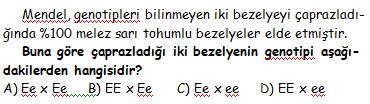 Mendel, genotipleri bilinmeyen iki bezelyeyi çaprazladı-
ğında %100 melez sarı tohumlu bezelyeler elde etmiştir.
Buna göre çaprazladığı iki bezelyenin genotipi aşağı-
dakilerden hangisidir?
A) Ee x Ee B) EE x Ee C) Ee x ee D) EE x ee